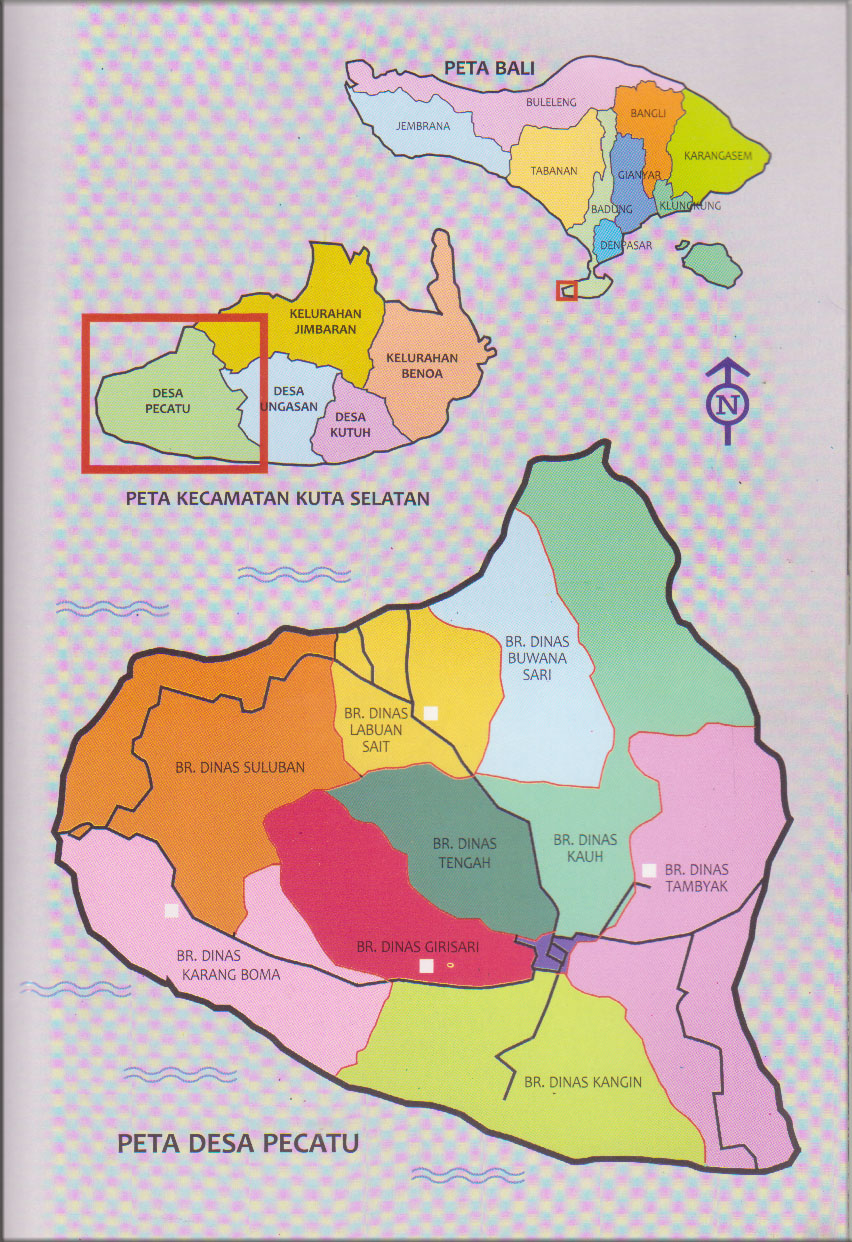 PETA BALI
BULELENG
JEMBRANA
BANGLI
TABANAN
KARANGASEM
GIANYAR
BADUNG
KLUNGKUNG
DENPASAR
KELURAHAN
JIMBARAN
KELURAHAN
BENOA
DESA
PECATU
DESA
UNGASAN
DESA
KUTUH
N
PETA KECAMATAN KUTA SELATAN
BR. DINAS
BUWANA
SARI
BR. DINAS
LABUAN
SAIT
BR. DINAS SULUBAN
BR. DINAS
TENGAH
BR. DINAS
KAUH
BR. DINAS
TAMBYAK
BR. DINAS GIRISARI
BR. DINAS
KARANG BOMA
BR. DINAS KANGIN
PETA DESA PECATU